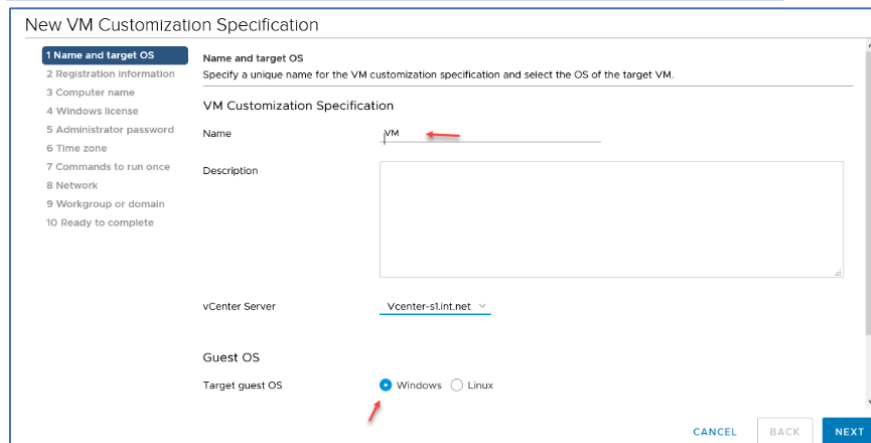 New VM Customization Specification
1 Name and target OS
2 Registration information
3 Computer name
4 Windows license
5 Administrator password
6 Time zone
7 Commands to run once
8 Network
9 Workgroup or domain
10 Ready to complete
Name and target OS
Specify a unique name for the VM customization specification and select the OS of the target VM.
VM Customization Specification
Name VM
Description
vCenter Server Vcenter-s1.int.net
Guest OS
Target guest OS Windows Linux
CANCEL BACK NEXT